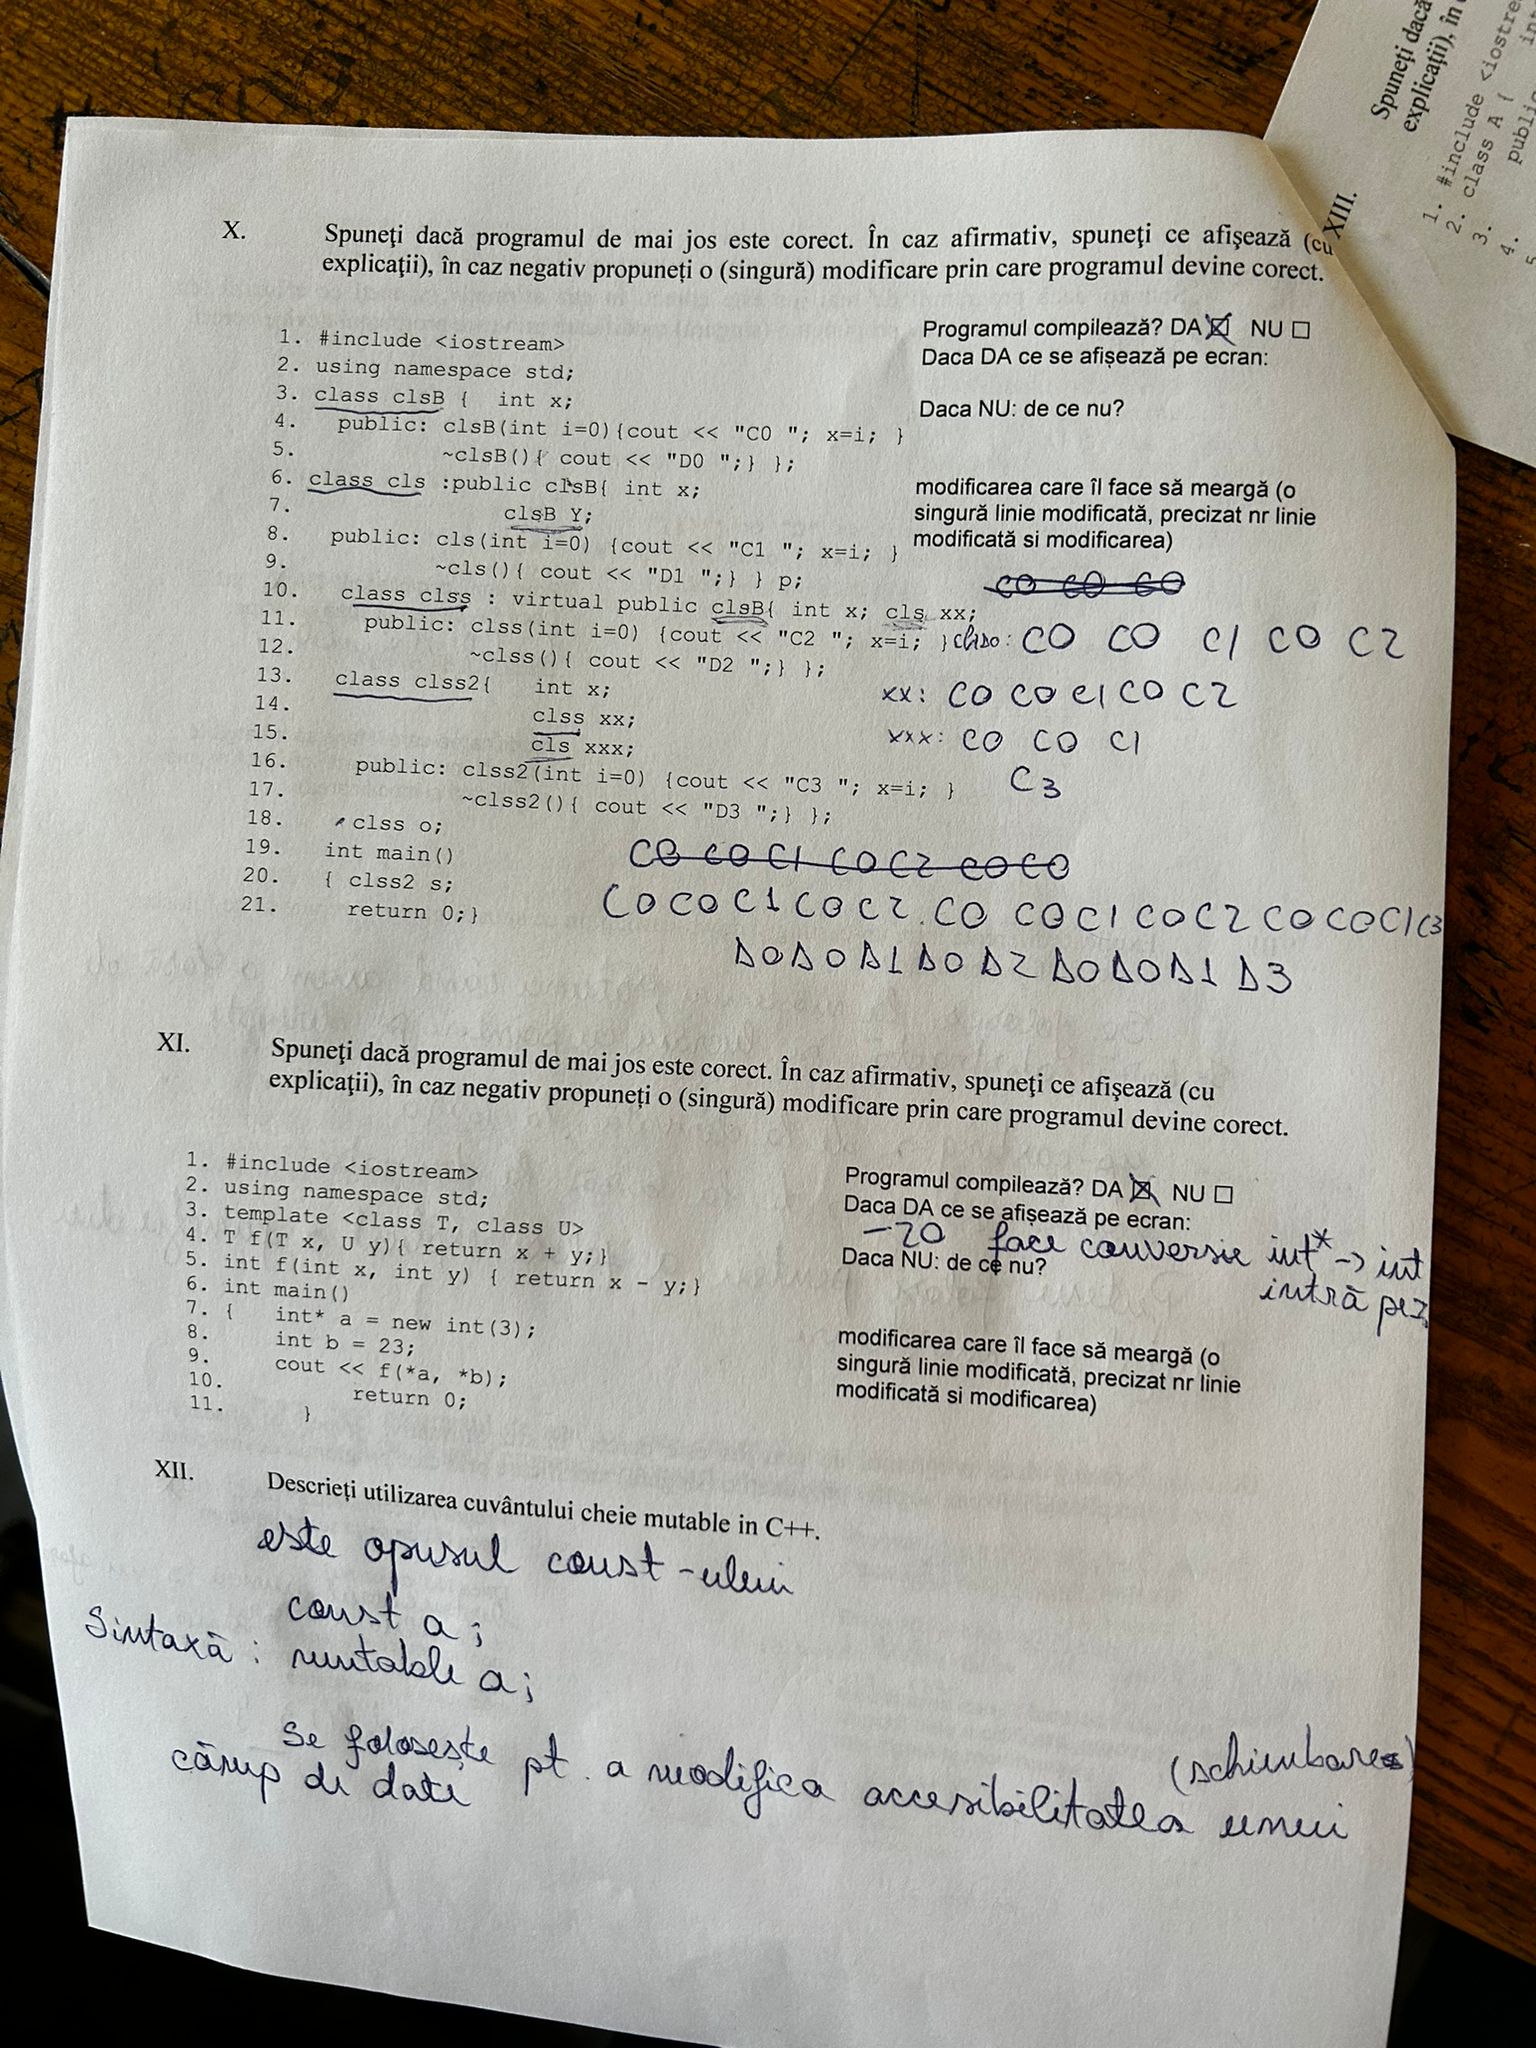 X.
Spuneţi dacă programul de mai jos este corect. În caz afirmativ, spuneţi ce afişează (cu
explicaţii), în caz negativ propuneți o (singură) modificare prin care programul devine corect.
1. #include <iostream>
2. using namespace std;
3. class clsB { int x;
4. public: clsB(int i=0){cout << "C0 "; x=i; }
5. ~clsB(){ cout << "D0 ";} };
6. class cls :public clsB{ int x;
7. clsB Y;
8. public: cls(int i=0) {cout << "C1 "; x=i; }
9. ~cls(){ cout << "D1 ";} } p;
10. class clss : virtual public clsB{ int x; cls xx;
11. public: clss(int i=0) {cout << "C2 "; x=i; }
12. ~clss(){ cout << "D2 ";} };
13. class clss2{ int x;
14. clss xx;
15. cls xxx;
16. public: clss2(int i=0) {cout << "C3 "; x=i; }
17. ~clss2(){ cout << "D3 ";} };
18. clss o;
19. int main()
20. { clss2 s;
21. return 0;}
Programul compilează? DA NU
Daca DA ce se afișează pe ecran:
Daca NU: de ce nu?
modificarea care îl face să meargă (o
singură linie modificată, precizat nr linie
modificată si modificarea)
C0 C0 C0
C0 C0 C1 C0 C2
xx: C0 C0 C1 C0 C2
xxx: C0 C0 C1
C3
C0 C0 C1 C0 C2 C0 C0
C0 C0 C1 C0 C2 C0 C0 C1 C0 C2 C0 C0 C1 C3
D0 D0 D1 D0 D2 D0 D0 D1 D3
XI.
Spuneţi dacă programul de mai jos este corect. În caz afirmativ, spuneţi ce afişează (cu
explicaţii), în caz negativ propuneți o (singură) modificare prin care programul devine corect.
1. #include <iostream>
2. using namespace std;
3. template <class T, class U>
4. T f(T x, U y){ return x + y;}
5. int f(int x, int y) { return x - y;}
6. int main()
7. { int* a = new int(3);
8. int b = 23;
9. cout << f(*a, *b);
10. return 0;
11. }
Programul compilează? DA NU
Daca DA ce se afișează pe ecran:
-20 face conversie int* -> int
Daca NU: de ce nu?
intră pe
modificarea care îl face să meargă (o
singură linie modificată, precizat nr linie
modificată si modificarea)
XII.
Descrieți utilizarea cuvântului cheie mutable in C++.
este opusul const-ului
const a;
Sintaxă: mutable a;
(schimbarea)
Se folosește pt. a modifica accesibilitatea unui
câmp de date
XIII.
Spuneți dacă
explicaţii), în
1. #include <iostre
2. class A {
3. publi
4. int
5